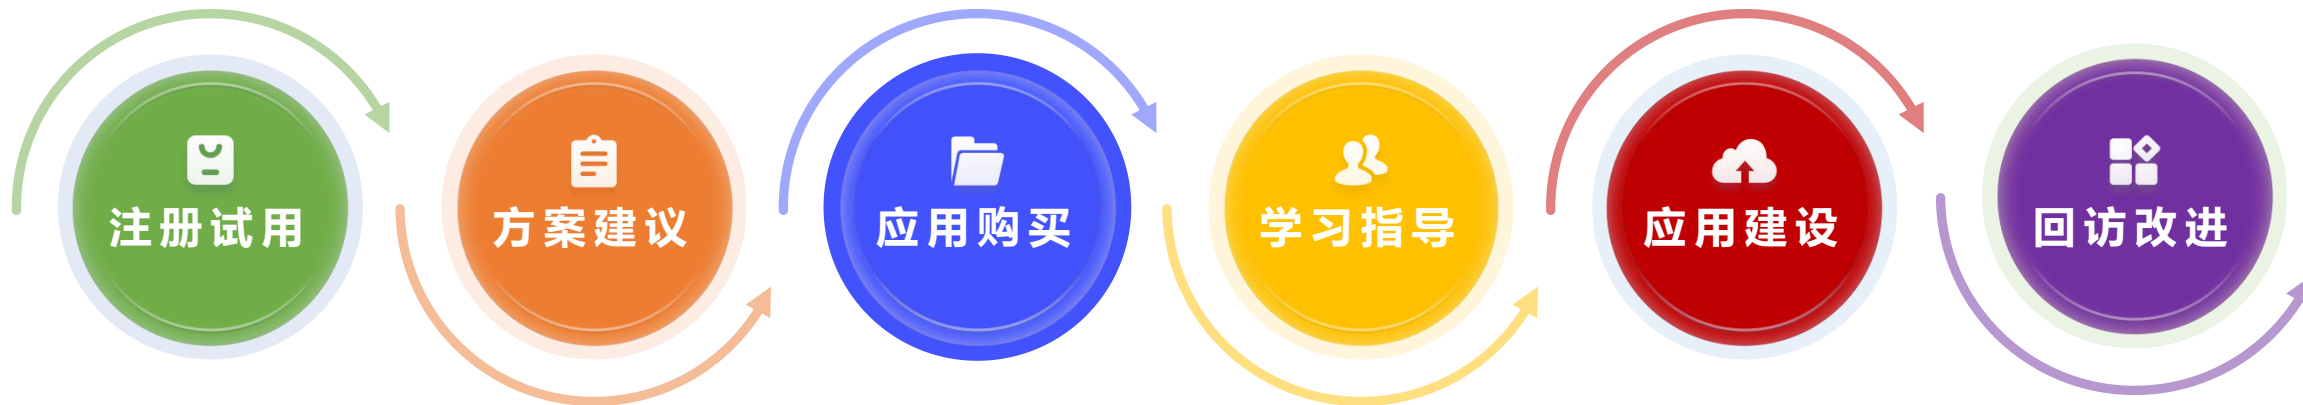 注册试用
方案建议
应用购买
学习指导
应用建设
回访改进